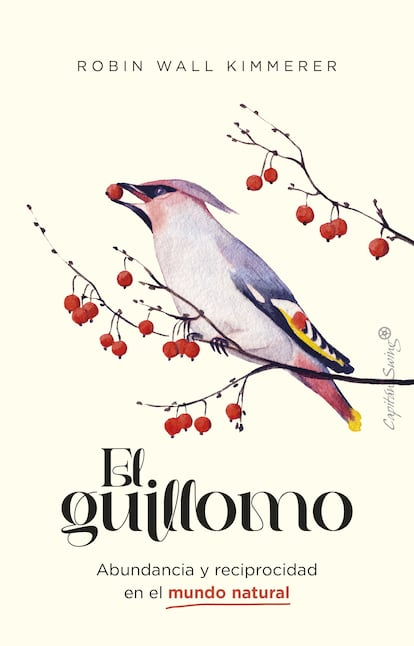 ROBIN WALL KIMMERER
Capitán Swing
El
guillomo
Abundancia y reciprocidad
en el mundo natural